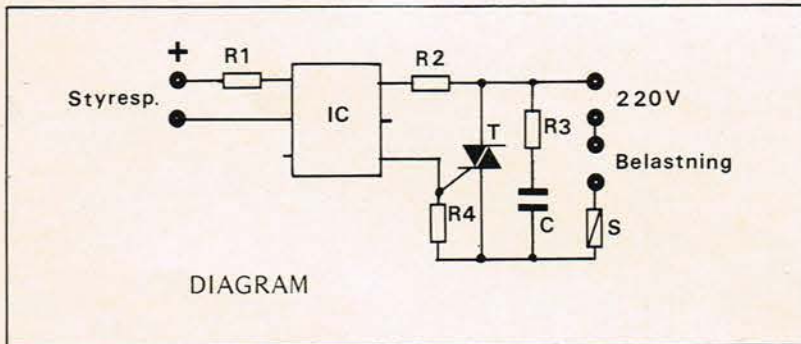 +
R1
R2
Styresp.
IC
220V
T
R3
Belastning
R4
C
S
DIAGRAM